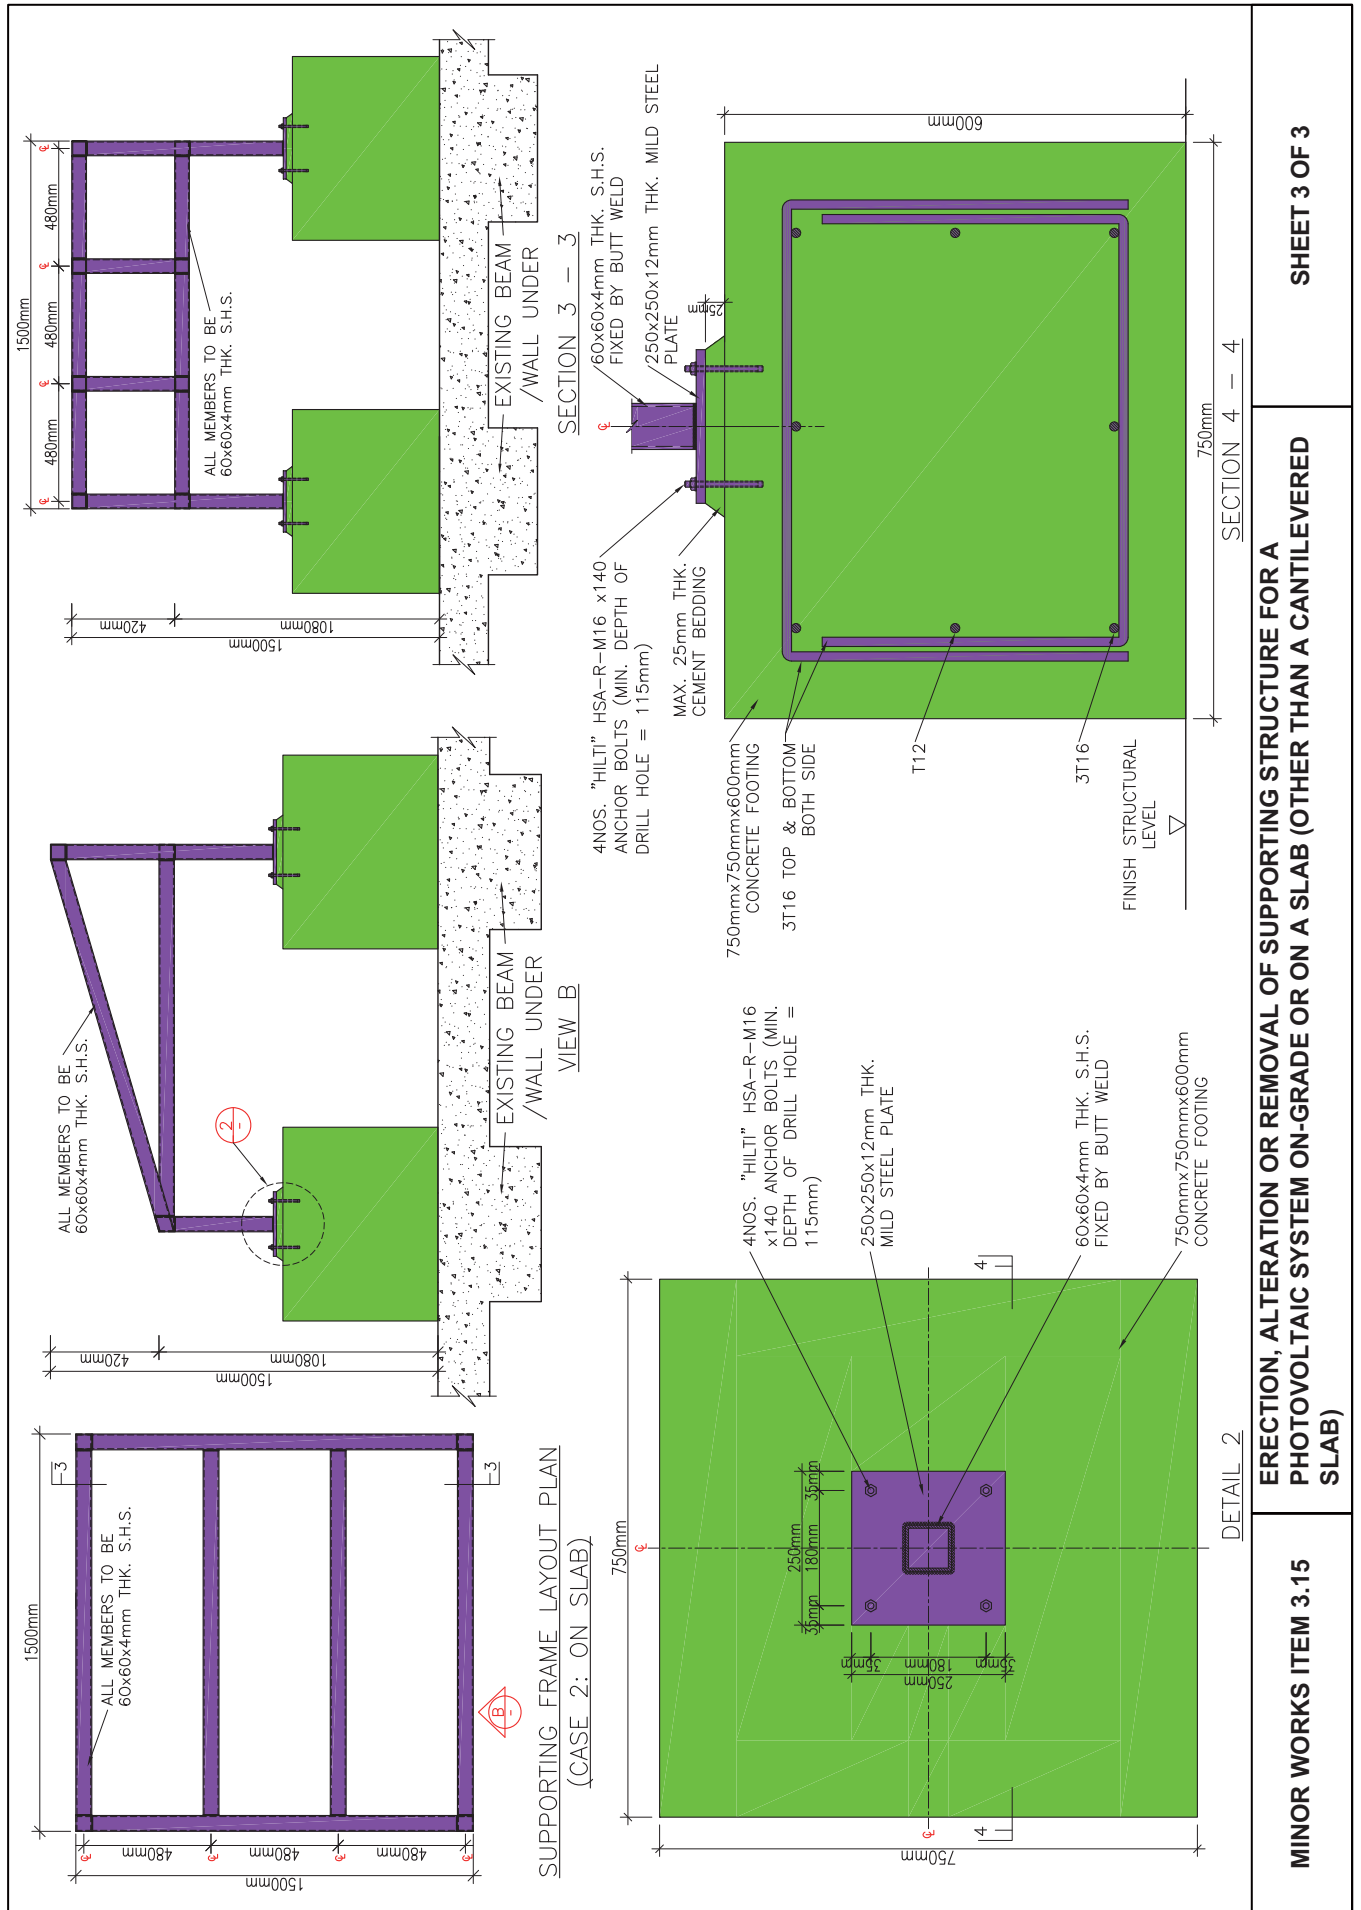 1500mm
ALL MEMBERS TO BE
60x60x4mm THK. S.H.S.
3
3
480mm
480mm
480mm
1500mm
B
-
SUPPORTING FRAME LAYOUT PLAN
(CASE 2: ON SLAB)
ALL MEMBERS TO BE
60x60x4mm THK. S.H.S.
420mm
1080mm
1500mm
2
-
EXISTING BEAM
/WALL UNDER
VIEW B
1500mm
480mm
480mm
480mm
420mm
1080mm
1500mm
ALL MEMBERS TO BE
60x60x4mm THK. S.H.S.
EXISTING BEAM
/WALL UNDER
SECTION 3 - 3
750mm
250mm
35mm
180mm
35mm
35mm
180mm
35mm
250mm
750mm
4
4
4NOS. "HILTI" HSA-R-M16
x140 ANCHOR BOLTS (MIN.
DEPTH OF DRILL HOLE =
115mm)
250x250x12mm THK.
MILD STEEL PLATE
60x60x4mm THK. S.H.S.
FIXED BY BUTT WELD
750mmx750mmx600mm
CONCRETE FOOTING
DETAIL 2
4NOS. "HILTI" HSA-R-M16 x140
ANCHOR BOLTS (MIN. DEPTH OF
DRILL HOLE = 115mm)
60x60x4mm THK. S.H.S.
FIXED BY BUTT WELD
250x250x12mm THK. MILD STEEL
PLATE
MAX. 25mm THK.
CEMENT BEDDING
25mm
750mmx750mmx600mm
CONCRETE FOOTING
3T16 TOP & BOTTOM
BOTH SIDE
T12
3T16
600mm
FINISH STRUCTURAL
LEVEL
750mm
SECTION 4 - 4
MINOR WORKS ITEM 3.15
ERECTION, ALTERATION OR REMOVAL OF SUPPORTING STRUCTURE FOR A
PHOTOVOLTAIC SYSTEM ON-GRADE OR ON A SLAB (OTHER THAN A CANTILEVERED
SLAB)
SHEET 3 OF 3